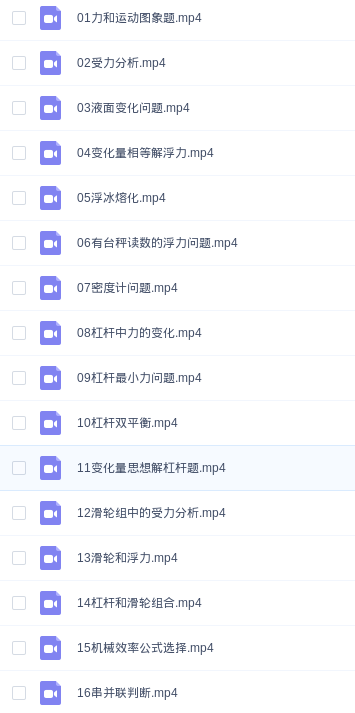 01力和运动图象题.mp4
02受力分析.mp4
03液面变化问题.mp4
04变化量相等解浮力.mp4
05浮冰熔化.mp4
06有台秤读数的浮力问题.mp4
07密度计问题.mp4
08杠杆中力的变化.mp4
09杠杆最小力问题.mp4
10杠杆双平衡.mp4
11变化量思想解杠杆题.mp4
12滑轮组中的受力分析.mp4
13滑轮和浮力.mp4
14杠杆和滑轮组合.mp4
15机械效率公式选择.mp4
16串并联判断.mp4